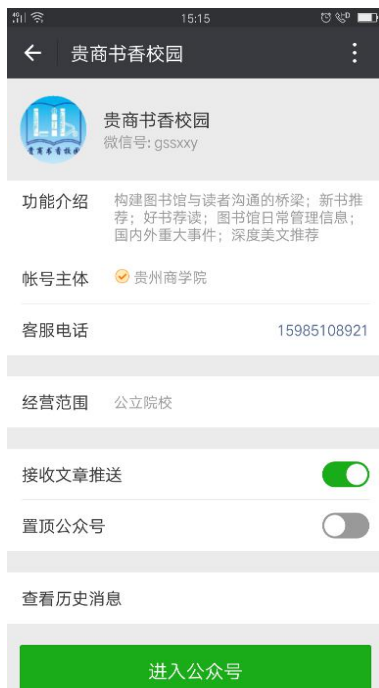 4G 15:15
贵商书香校园
贵商书香校园
微信号: gssxxy
功能介绍 构建图书馆与读者沟通的桥梁；新书推
荐；好书荐读；图书馆日常管理信息；
国内外重大事件；深度美文推荐
帐号主体 贵州商学院
客服电话 15985108921
经营范围 公立院校
接收文章推送
置顶公众号
查看历史消息
进入公众号